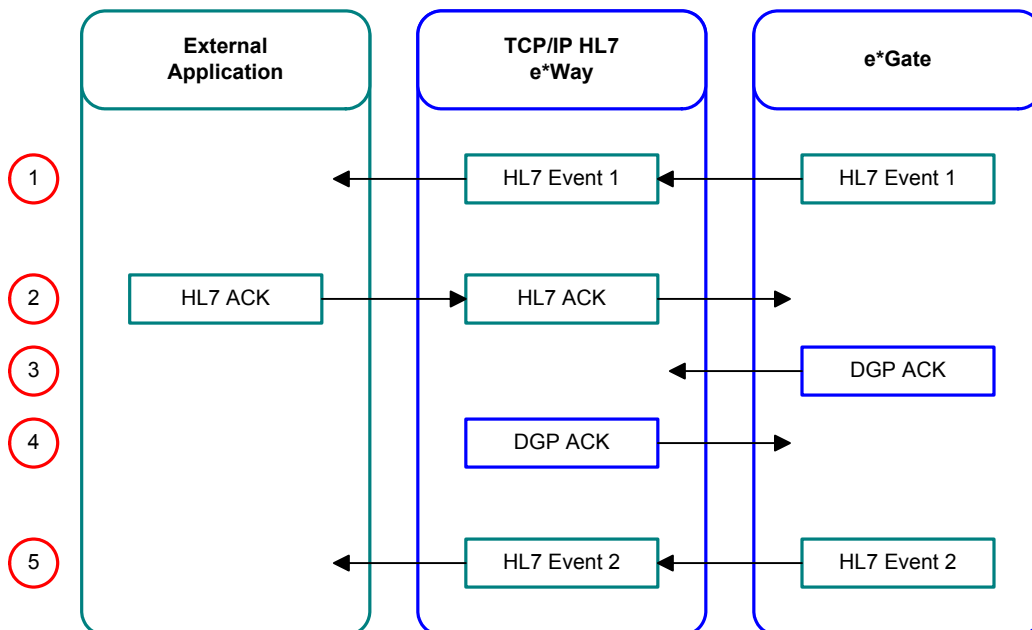 External
Application
TCP/IP HL7
e*Way
e*Gate
1
HL7 Event 1
HL7 Event 1
2
HL7 ACK
HL7 ACK
3
DGP ACK
4
DGP ACK
5
HL7 Event 2
HL7 Event 2